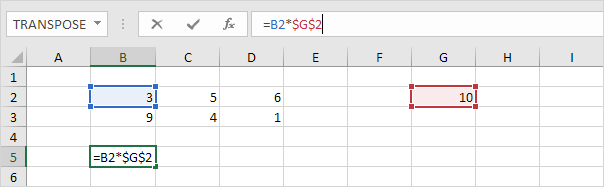 TRANSPOSE fx =B2*$G$2
A B C D E F G H I
1
2 3 5 6 10
3 9 4 1
4
5 =B2*$G$2
6